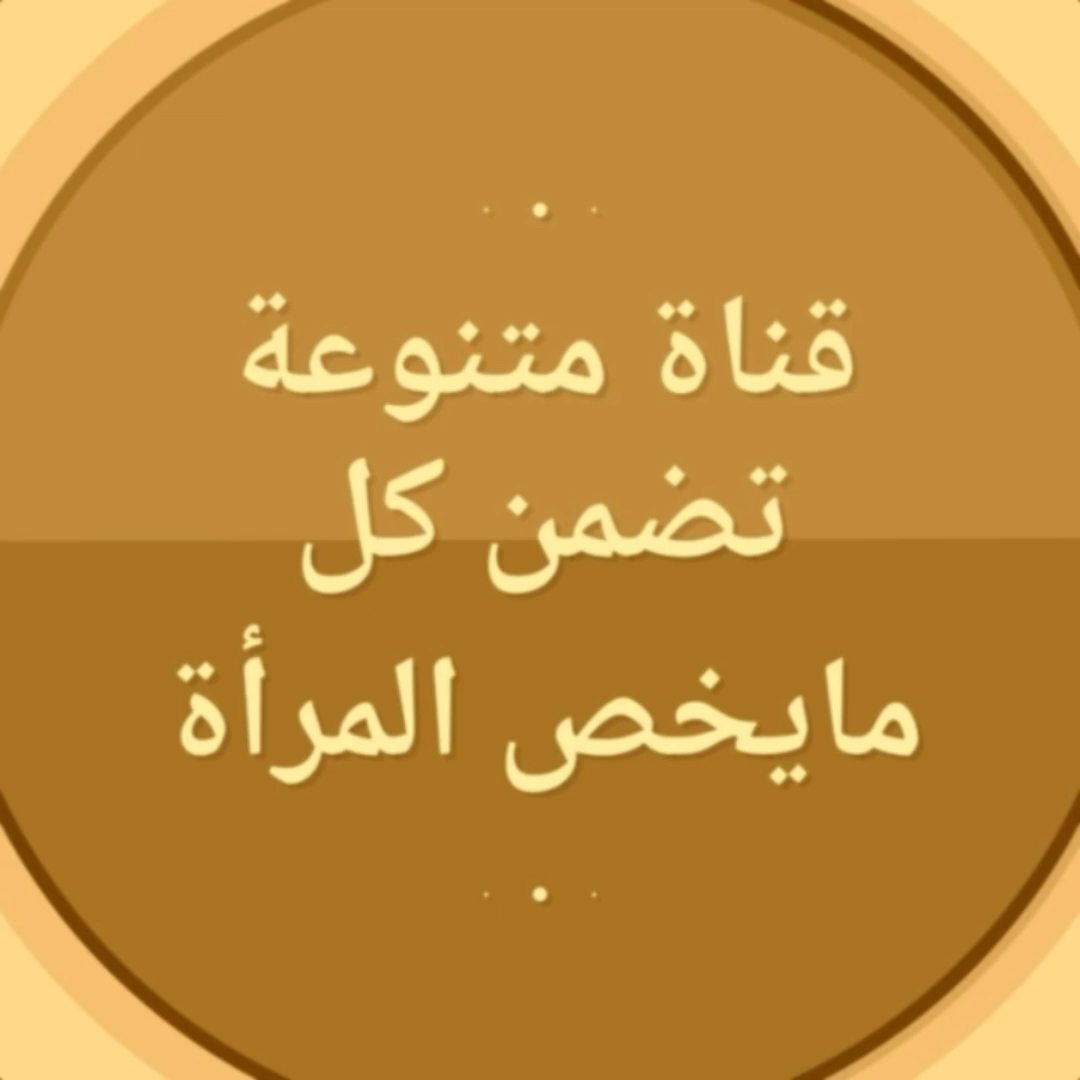 قناة متنوعة
تضمن كل
مايخص المرأة